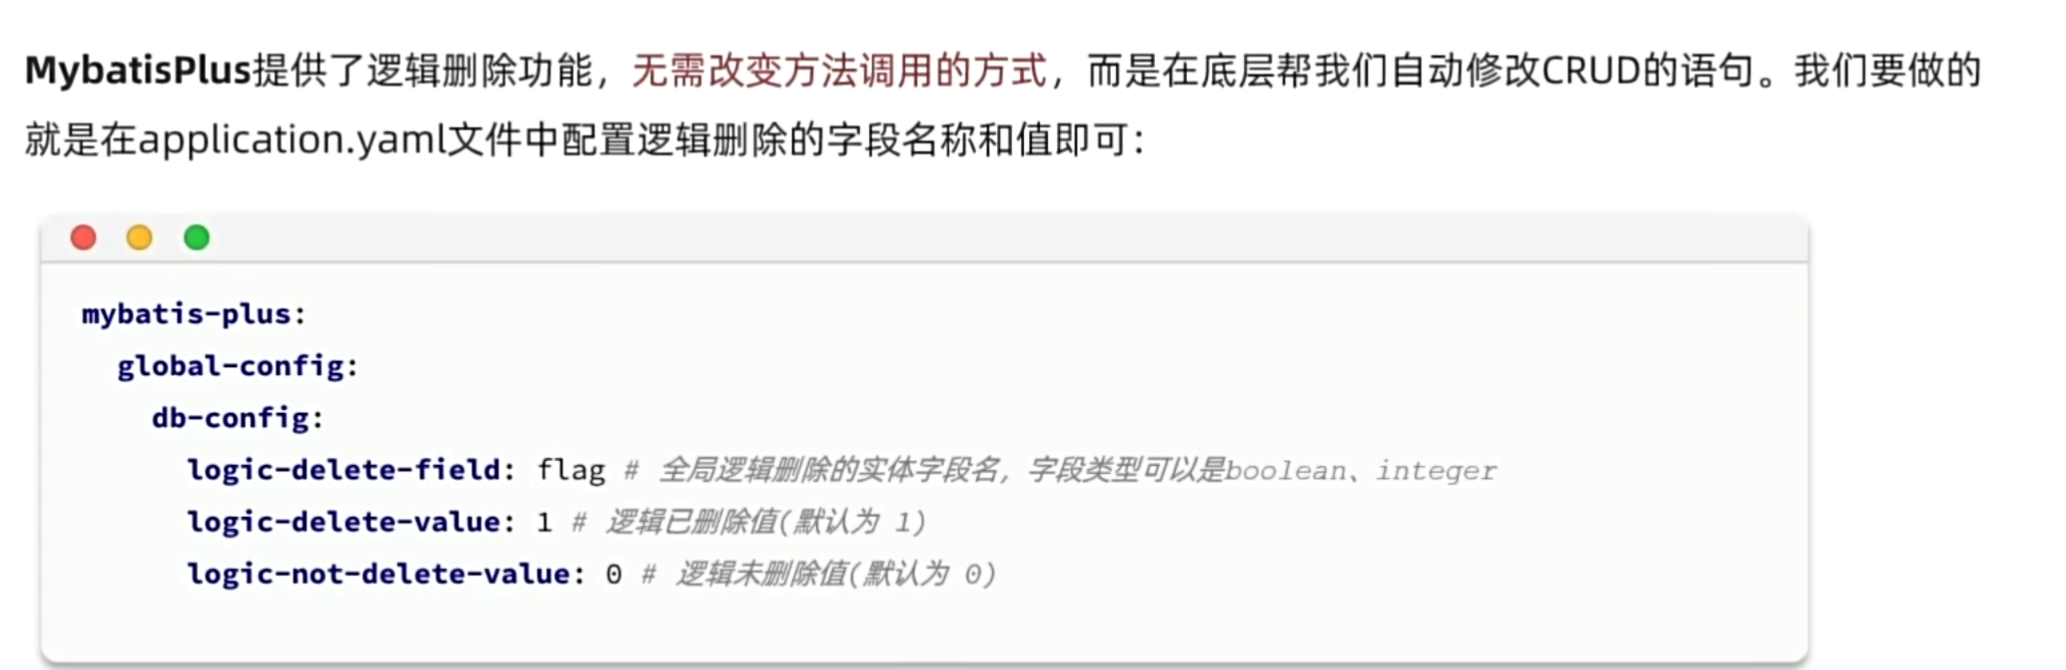 MybatisPlus提供了逻辑删除功能，无需改变方法调用的方式，而是在底层帮我们自动修改CRUD的语句。我们要做的
就是在application.yaml文件中配置逻辑删除的字段名称和值即可：
mybatis-plus:
  global-config:
    db-config:
      logic-delete-field: flag # 全局逻辑删除的实体字段名，字段类型可以是boolean、integer
      logic-delete-value: 1 # 逻辑已删除值(默认为 1)
      logic-not-delete-value: 0 # 逻辑未删除值(默认为 0)